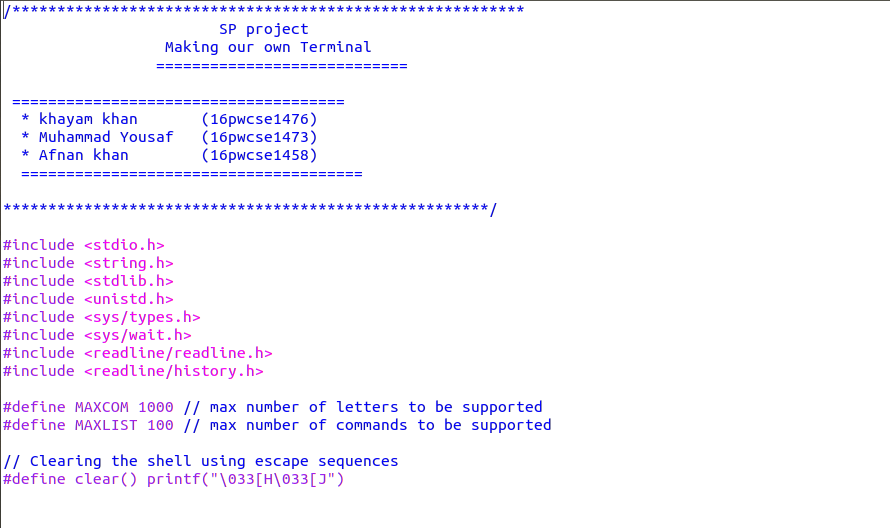 /*********************************************************
SP project
Making our own Terminal
============================
=====================================
* khayam khan (16pwcse1476)
* Muhammad Yousaf (16pwcse1473)
* Afnan khan (16pwcse1458)
======================================
******************************************************/
#include <stdio.h>
#include <string.h>
#include <stdlib.h>
#include <unistd.h>
#include <sys/types.h>
#include <sys/wait.h>
#include <readline/readline.h>
#include <readline/history.h>
#define MAXCOM 1000 // max number of letters to be supported
#define MAXLIST 100 // max number of commands to be supported
// Clearing the shell using escape sequences
#define clear() printf("\033[H\033[J")